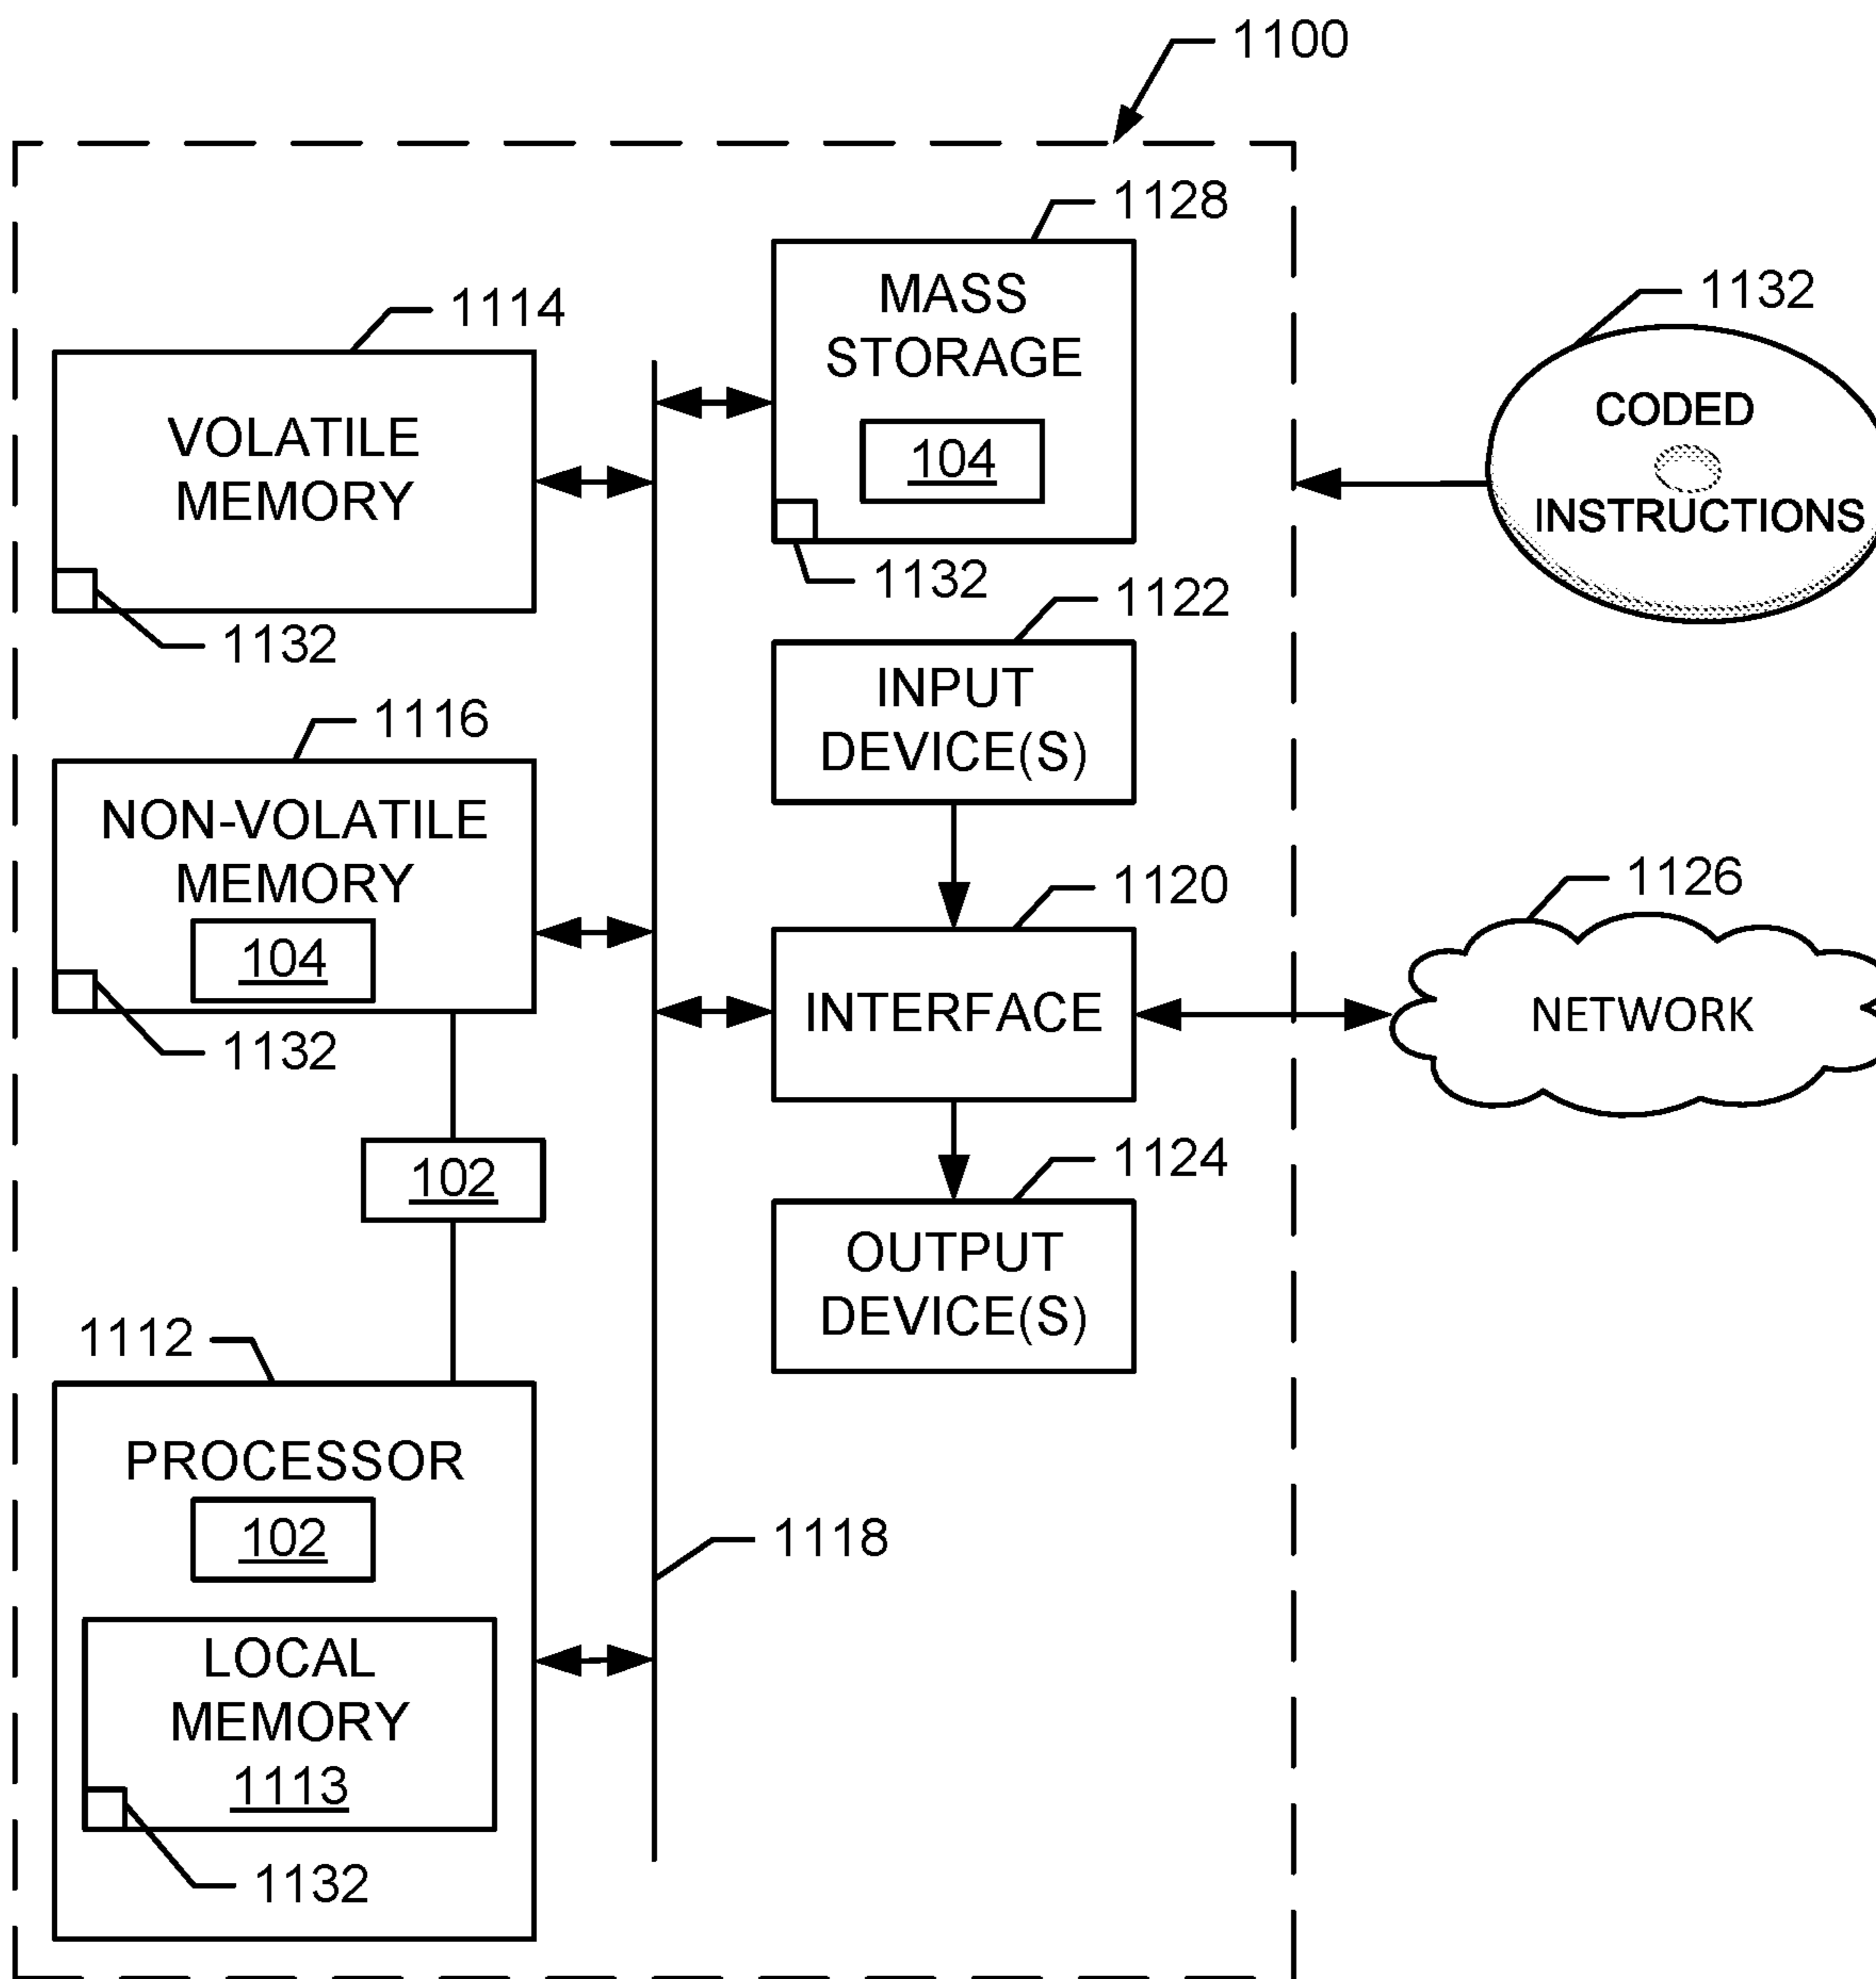 1100
1128
MASS
STORAGE
104
1132
1114
VOLATILE
MEMORY
1132
1132
CODED
INSTRUCTIONS
1122
INPUT
DEVICE(S)
1116
NON-VOLATILE
MEMORY
104
1132
1120
INTERFACE
1126
NETWORK
102
1124
OUTPUT
DEVICE(S)
1112
PROCESSOR
102
LOCAL
MEMORY
1113
1132
1118